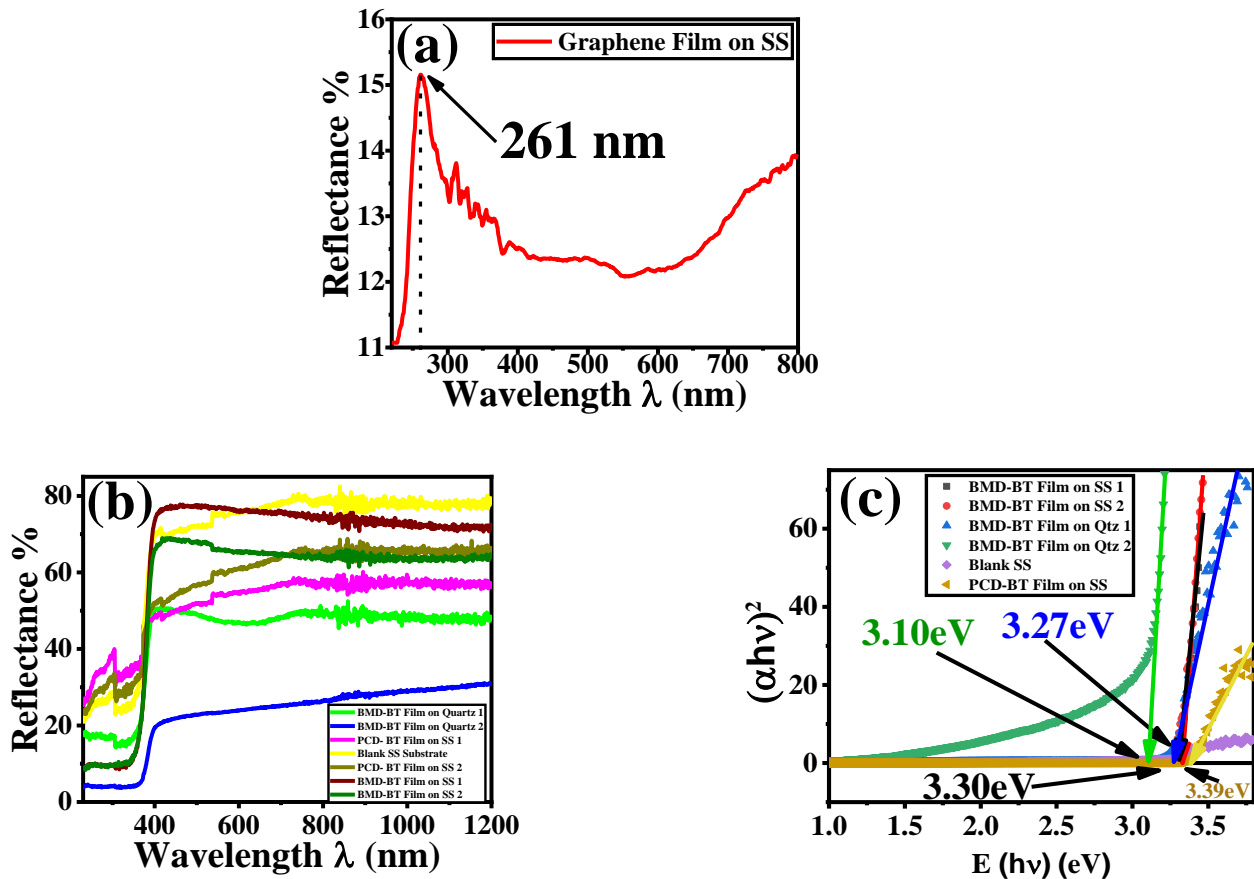 (a)
Graphene Film on SS
261 nm
16
15
14
13
12
11
Reflectance %
300 400 500 600 700 800
Wavelength λ (nm)
(b)
80
60
40
20
0
Reflectance %
BMD-BT Film on Quartz 1
BMD-BT Film on Quartz 2
PCD- BT Film on SS 1
Blank SS Substrate
PCD- BT Film on SS 2
BMD-BT Film on SS 1
BMD-BT Film on SS 2
400 600 800 1000 1200
Wavelength λ (nm)
(c)
BMD-BT Film on SS 1
BMD-BT Film on SS 2
BMD-BT Film on Qtz 1
BMD-BT Film on Qtz 2
Blank SS
PCD-BT Film on SS
60
40
20
0
(αhν)²
3.10eV
3.27eV
3.30eV
3.39eV
1.0 1.5 2.0 2.5 3.0 3.5
E (hν) (eV)